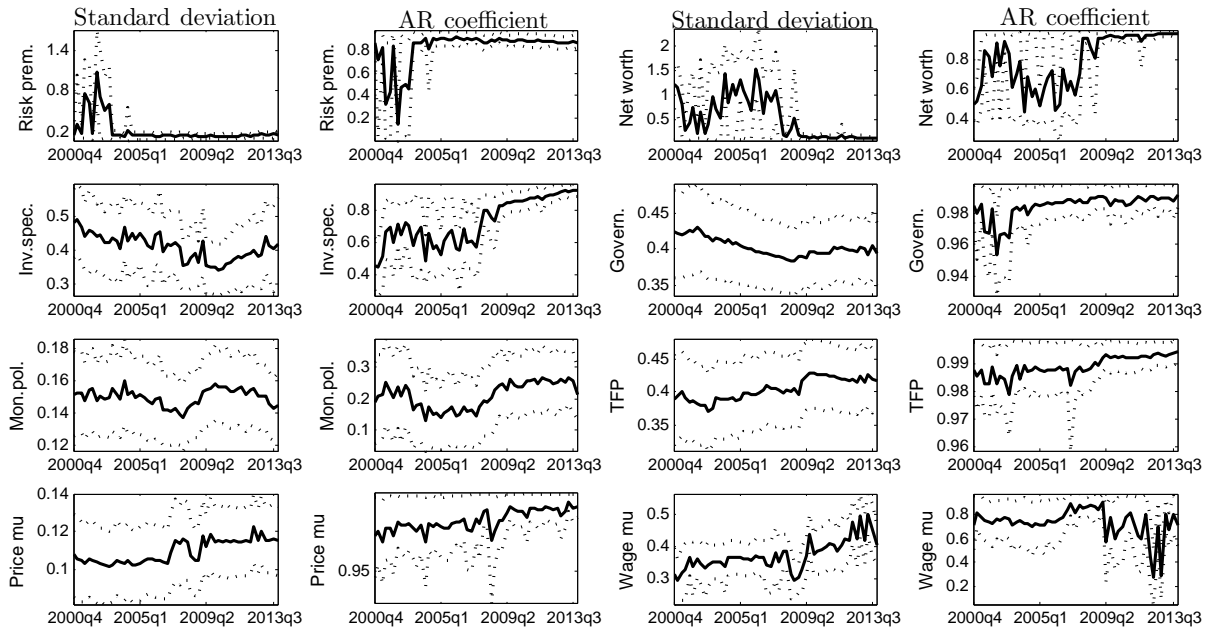 Standard deviation
AR coefficient
Standard deviation
AR coefficient
Risk prem.
1.4
0.8
0.2
2000q4 2005q1 2009q2 2013q3
Risk prem.
0.8
0.6
0.4
0.2
2000q4 2005q1 2009q2 2013q3
Net worth
2
1.5
1
0.5
2000q4 2005q1 2009q2 2013q3
Net worth
0.8
0.6
0.4
2000q4 2005q1 2009q2 2013q3
Inv.spec.
0.5
0.4
0.3
2000q4 2005q1 2009q2 2013q3
Inv.spec.
0.8
0.6
0.4
2000q4 2005q1 2009q2 2013q3
Govern.
0.45
0.4
0.35
2000q4 2005q1 2009q2 2013q3
Govern.
0.98
0.96
0.94
2000q4 2005q1 2009q2 2013q3
Mon.pol.
0.18
0.16
0.14
0.12
2000q4 2005q1 2009q2 2013q3
Mon.pol.
0.3
0.2
0.1
2000q4 2005q1 2009q2 2013q3
TFP
0.45
0.4
0.35
2000q4 2005q1 2009q2 2013q3
TFP
0.99
0.98
0.97
0.96
2000q4 2005q1 2009q2 2013q3
Price mu
0.14
0.12
0.1
2000q4 2005q1 2009q2 2013q3
Price mu
0.95
2000q4 2005q1 2009q2 2013q3
Wage mu
0.5
0.4
0.3
2000q4 2005q1 2009q2 2013q3
Wage mu
0.8
0.6
0.4
0.2
2000q4 2005q1 2009q2 2013q3